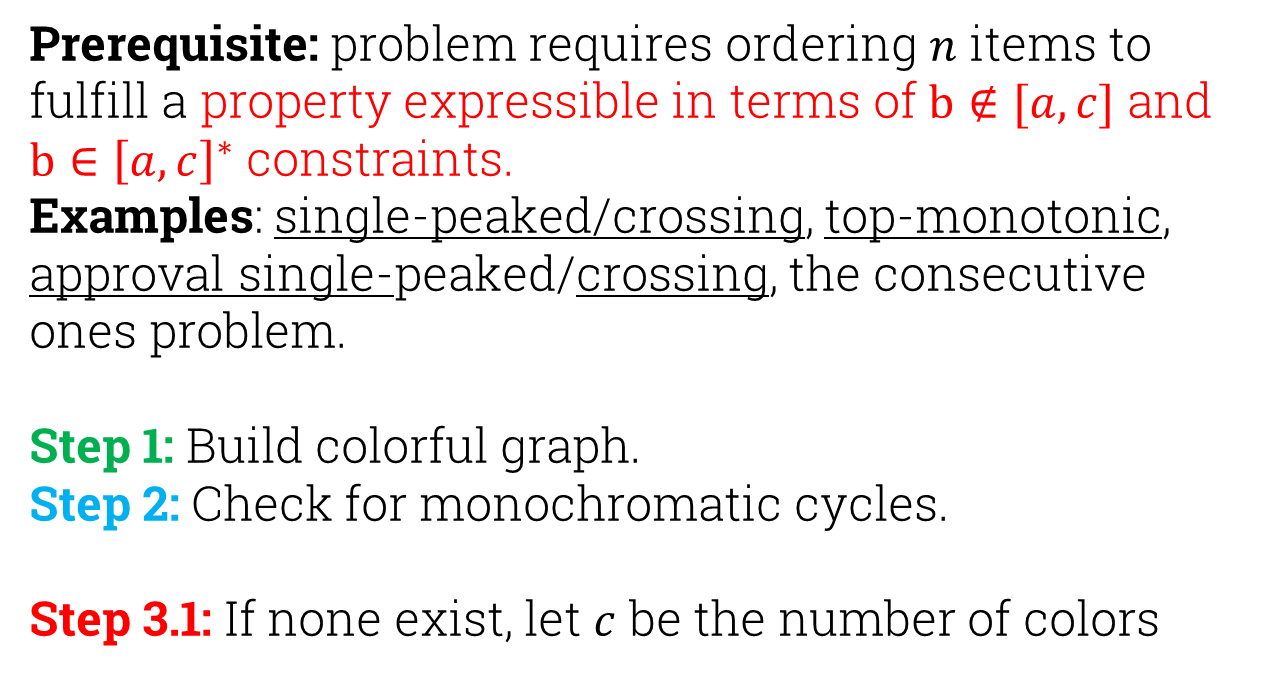 Prerequisite: problem requires ordering n items to
fulfill a property expressible in terms of b ∉ [a, c] and
b ∈ [a, c]* constraints.
Examples: single-peaked/crossing, top-monotonic,
approval single-peaked/crossing, the consecutive
ones problem.
Step 1: Build colorful graph.
Step 2: Check for monochromatic cycles.
Step 3.1: If none exist, let c be the number of colors